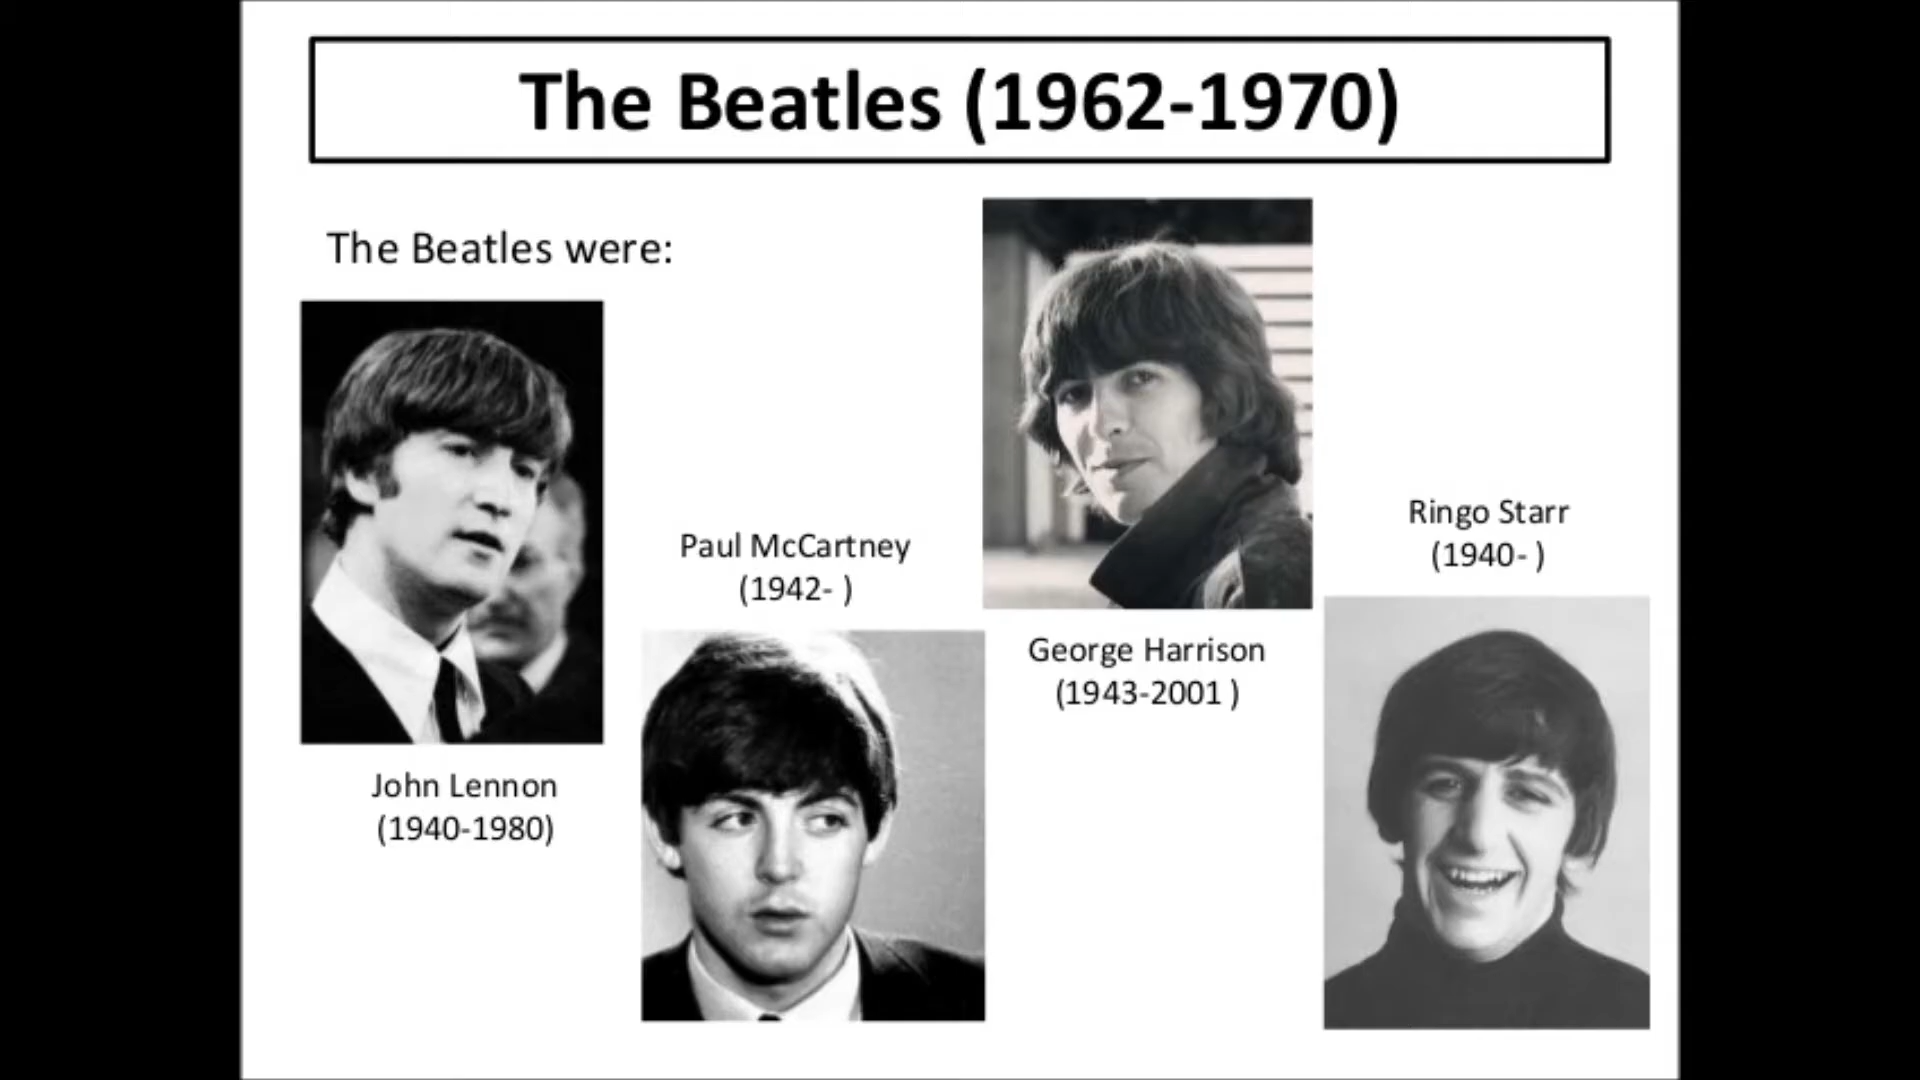 The Beatles (1962-1970)
The Beatles were:
John Lennon
(1940-1980)
Paul McCartney
(1942- )
George Harrison
(1943-2001 )
Ringo Starr
(1940- )